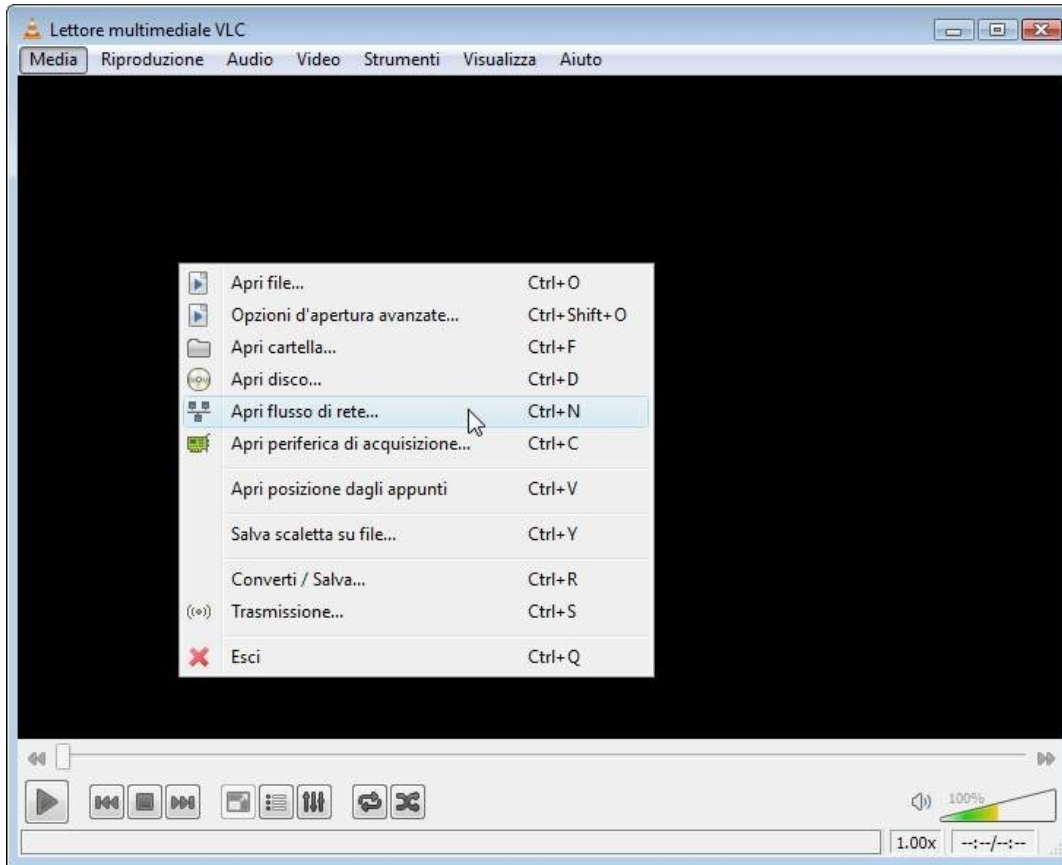 Lettore multimediale VLC
Media Riproduzione Audio Video Strumenti Visualizza Aiuto
Apri file... Ctrl+O
Opzioni d'apertura avanzate... Ctrl+Shift+O
Apri cartella... Ctrl+F
Apri disco... Ctrl+D
Apri flusso di rete... Ctrl+N
Apri periferica di acquisizione... Ctrl+C
Apri posizione dagli appunti Ctrl+V
Salva scaletta su file... Ctrl+Y
Converti / Salva... Ctrl+R
Trasmissione... Ctrl+S
Esci Ctrl+Q
100%
1.00x --:--/--:--